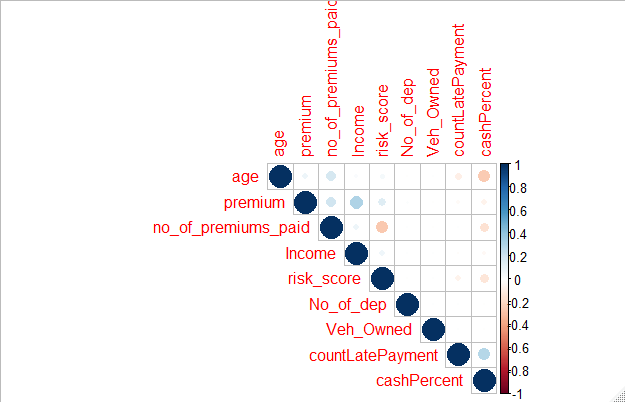 age
premium
no_of_premiums_paid
Income
risk_score
No_of_dep
Veh_Owned
countLatePayment
cashPercent
age
premium
no_of_premiums_paid
Income
risk_score
No_of_dep
Veh_Owned
countLatePayment
cashPercent
1
0.8
0.6
0.4
0.2
0
-0.2
-0.4
-0.6
-0.8
-1